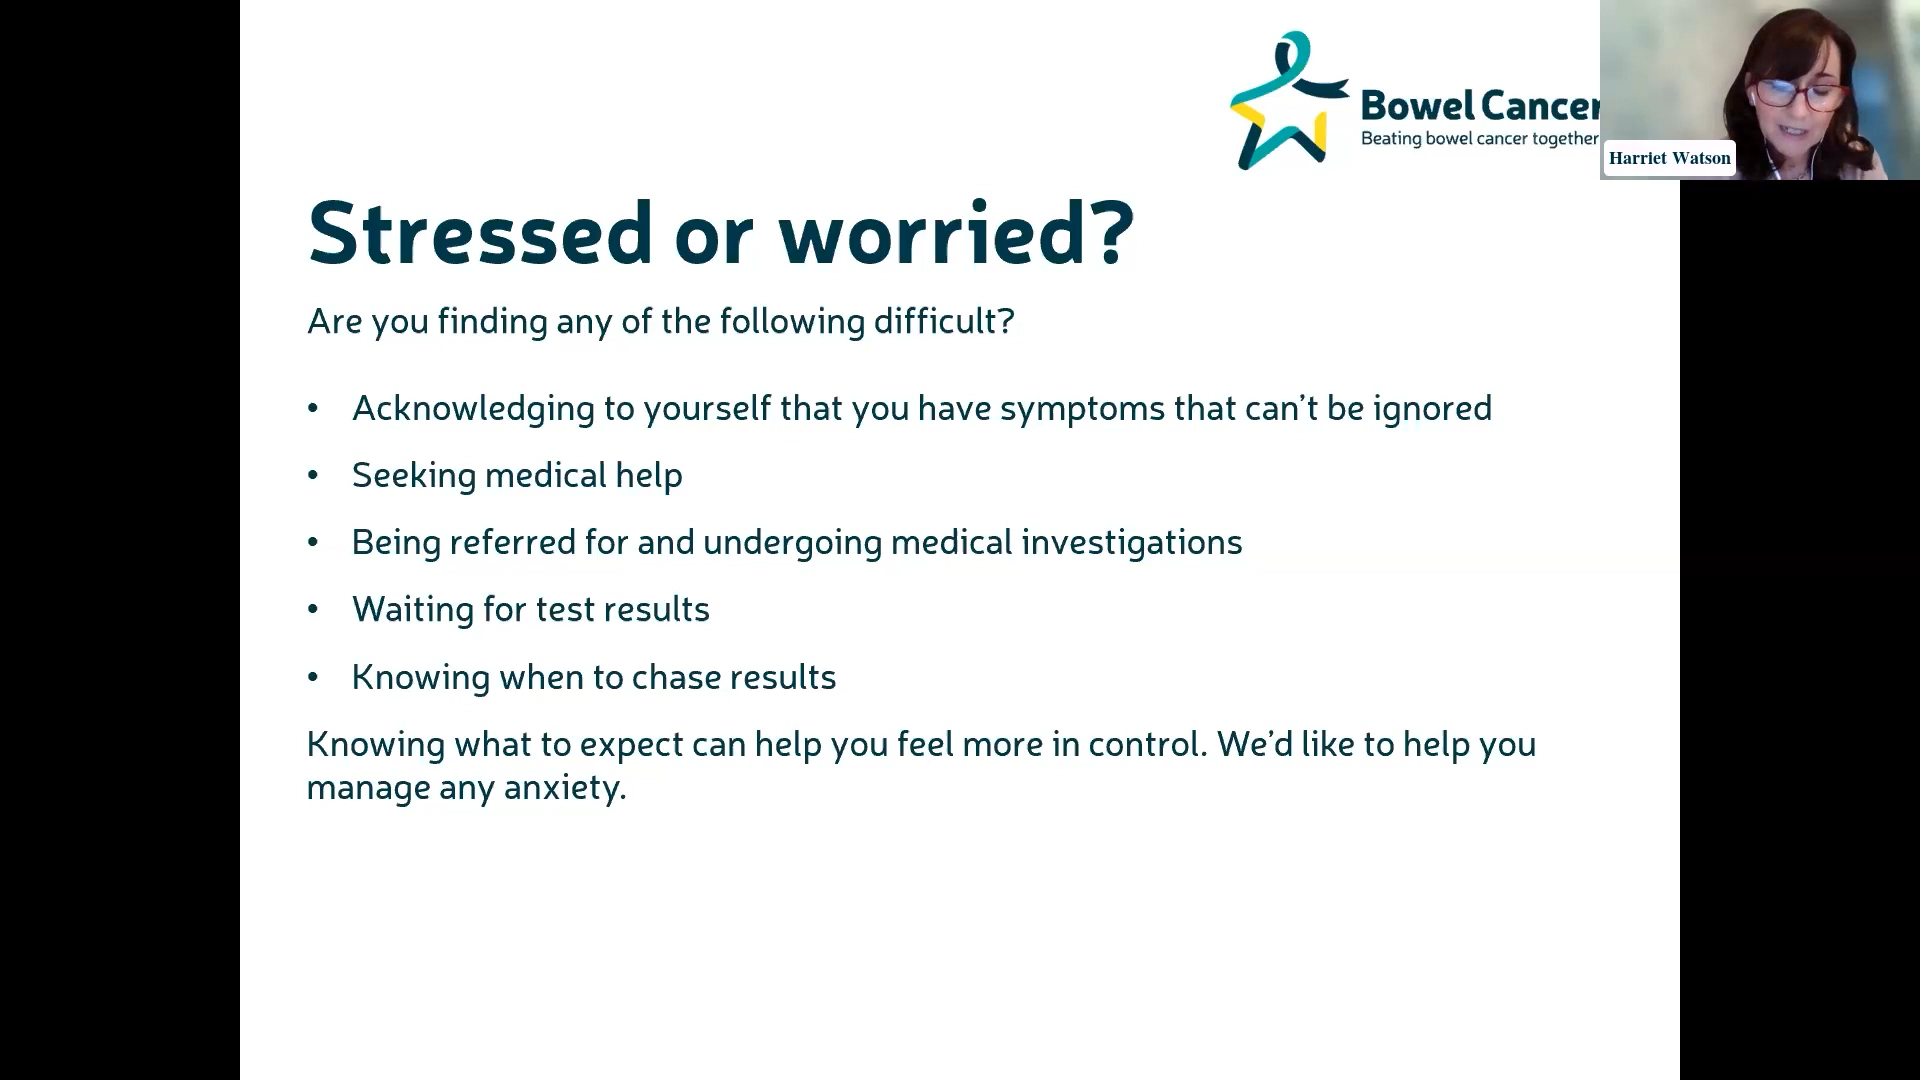 Bowel Cancer
Beating bowel cancer together
Harriet Watson
Stressed or worried?
Are you finding any of the following difficult?
• Acknowledging to yourself that you have symptoms that can’t be ignored
• Seeking medical help
• Being referred for and undergoing medical investigations
• Waiting for test results
• Knowing when to chase results
Knowing what to expect can help you feel more in control. We’d like to help you
manage any anxiety.